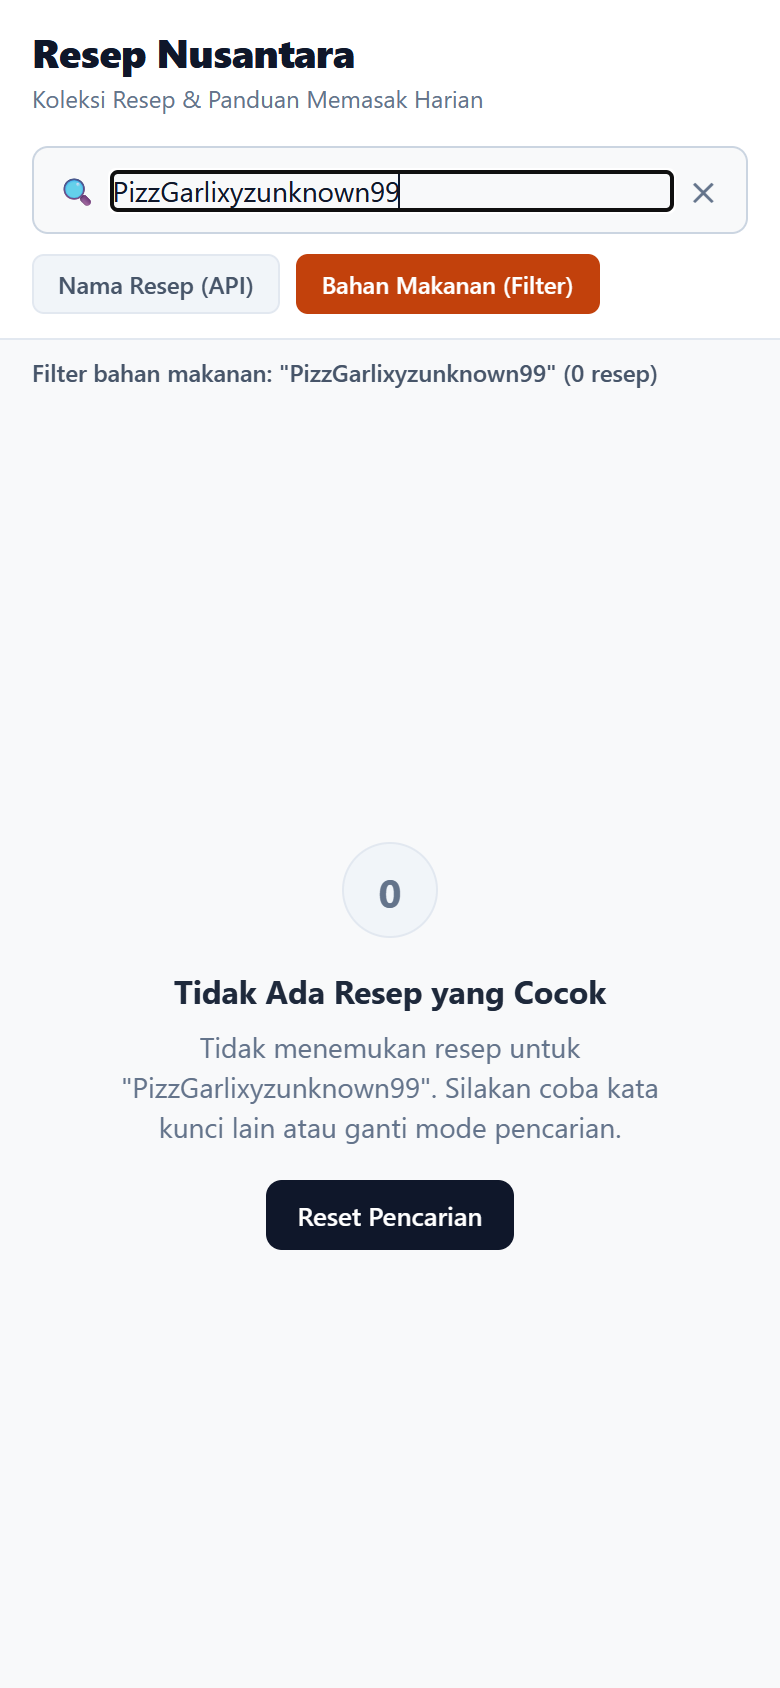 Resep Nusantara
Koleksi Resep & Panduan Memasak Harian
PizzGarlixyzunknown99
Nama Resep (API)
Bahan Makanan (Filter)
Filter bahan makanan: "PizzGarlixyzunknown99" (0 resep)
0
Tidak Ada Resep yang Cocok
Tidak menemukan resep untuk
"PizzGarlixyzunknown99". Silakan coba kata
kunci lain atau ganti mode pencarian.
Reset Pencarian